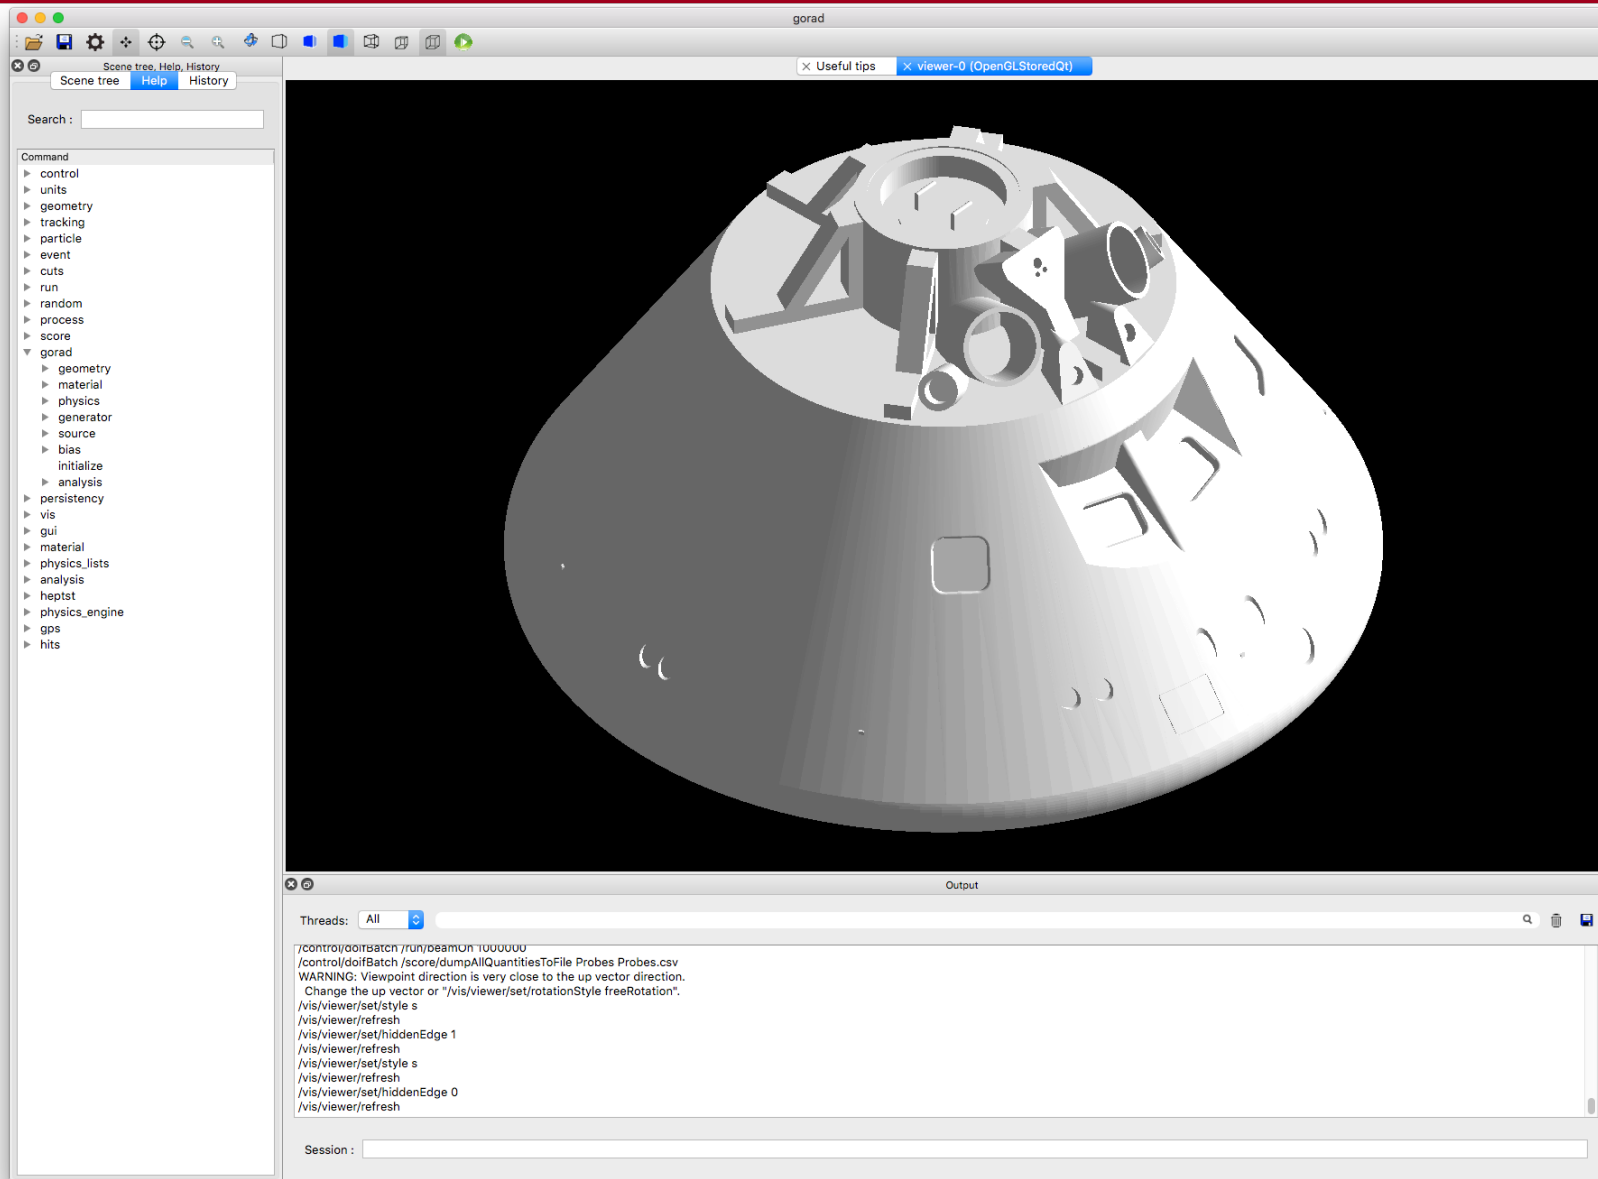 gorad
Scene tree, Help, History
Scene tree Help History
Search :
Command
control
units
geometry
tracking
particle
event
cuts
run
random
process
score
gorad
geometry
material
physics
generator
source
bias
initialize
analysis
persistency
vis
gui
material
physics_lists
analysis
heptst
physics_engine
gps
hits
Useful tips
viewer-0 (OpenGLStoredQt)
Output
Threads: All
/control/doifBatch /run/beamOn 1000000
/control/doifBatch /score/dumpAllQuantitiesToFile Probes Probes.csv
WARNING: Viewpoint direction is very close to the up vector direction.
Change the up vector or "/vis/viewer/set/rotationStyle freeRotation".
/vis/viewer/set/style s
/vis/viewer/refresh
/vis/viewer/set/hiddenEdge 1
/vis/viewer/refresh
/vis/viewer/set/style s
/vis/viewer/refresh
/vis/viewer/set/hiddenEdge 0
/vis/viewer/refresh
Session :